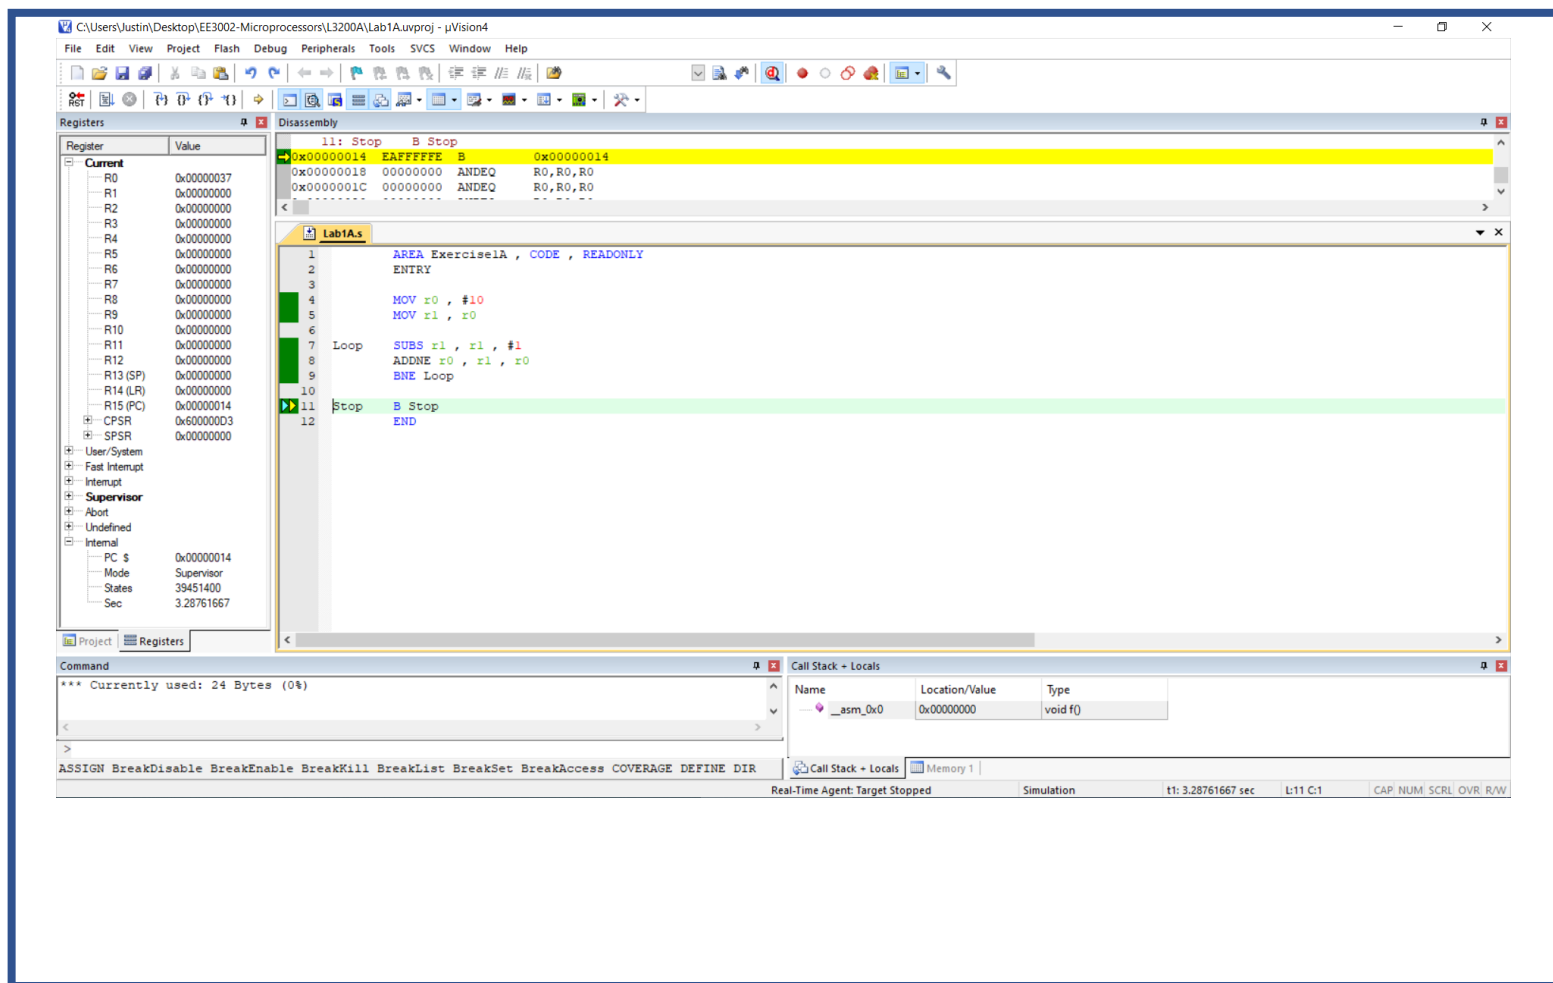 C:\Users\Justin\Desktop\EE3002-Microprocessors\L3200A\Lab1A.uvproj - µVision4
File Edit View Project Flash Debug Peripherals Tools SVCS Window Help
Registers
Register Value
Current
R0 0x00000037
R1 0x00000000
R2 0x00000000
R3 0x00000000
R4 0x00000000
R5 0x00000000
R6 0x00000000
R7 0x00000000
R8 0x00000000
R9 0x00000000
R10 0x00000000
R11 0x00000000
R12 0x00000000
R13 (SP) 0x00000000
R14 (LR) 0x00000000
R15 (PC) 0x00000014
CPSR 0x600000D3
SPSR 0x00000000
User/System
Fast Interrupt
Interrupt
Supervisor
Abort
Undefined
Internal
PC $ 0x00000014
Mode Supervisor
States 39451400
Sec 3.28761667
Project Registers
Disassembly
11: Stop B Stop
0x00000014 EAFFFFFE B 0x00000014
0x00000018 00000000 ANDEQ R0,R0,R0
0x0000001C 00000000 ANDEQ R0,R0,R0
Lab1A.s
1 AREA Exercise1A , CODE , READONLY
2 ENTRY
3
4 MOV r0 , #10
5 MOV r1 , r0
6
7 Loop SUBS r1 , r1 , #1
8 ADDNE r0 , r1 , r0
9 BNE Loop
10
11 Stop B Stop
12 END
Command
*** Currently used: 24 Bytes (0%)
>
ASSIGN BreakDisable BreakEnable BreakKill BreakList BreakSet BreakAccess COVERAGE DEFINE DIR
Call Stack + Locals
Name Location/Value Type
__asm_0x0 0x00000000 void f()
Call Stack + Locals Memory 1
Real-Time Agent: Target Stopped Simulation t1: 3.28761667 sec L:11 C:1 CAP NUM SCRL OVR R/W